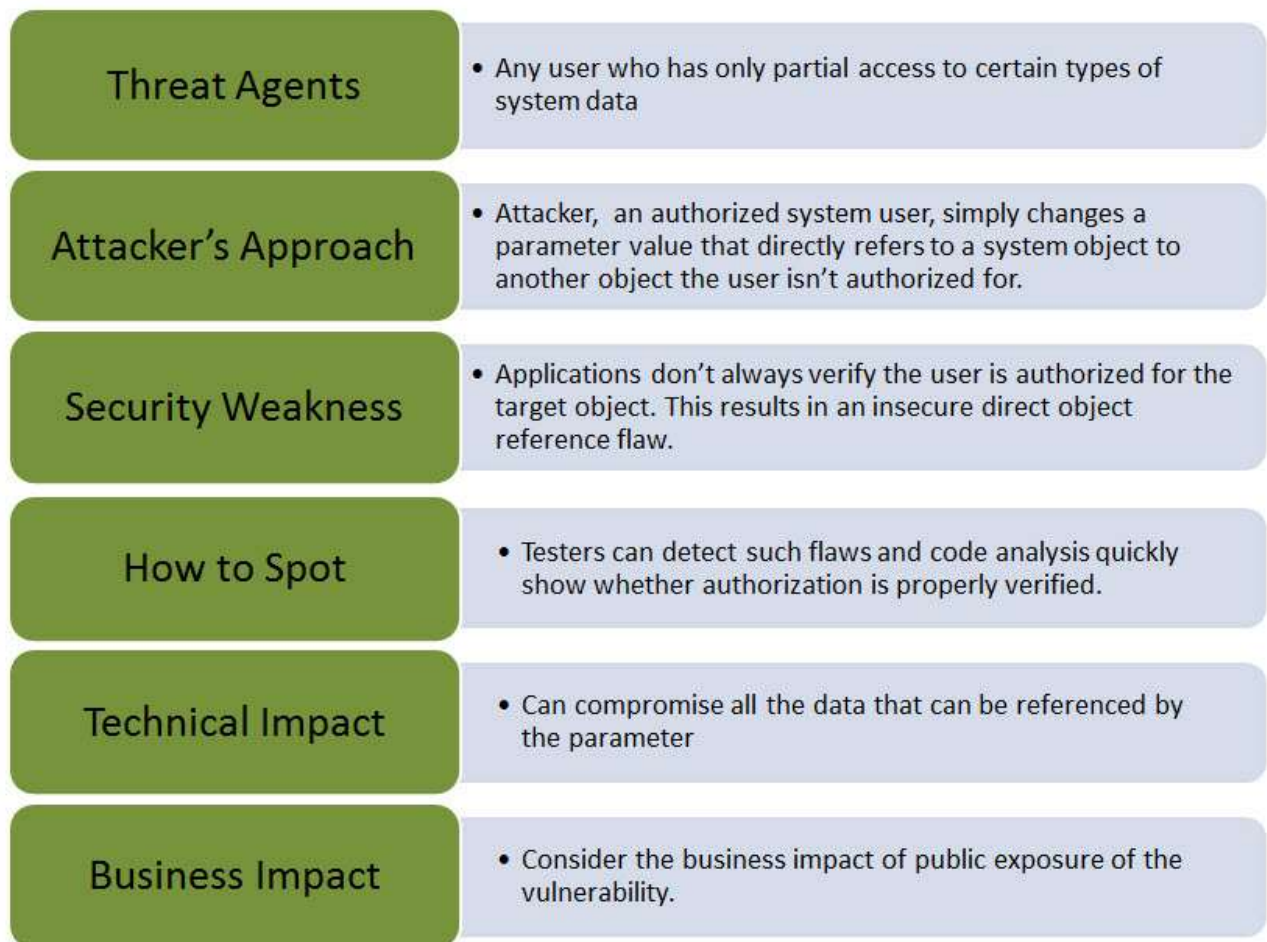 Threat Agents
• Any user who has only partial access to certain types of
system data
Attacker’s Approach
• Attacker, an authorized system user, simply changes a
parameter value that directly refers to a system object to
another object the user isn’t authorized for.
Security Weakness
• Applications don’t always verify the user is authorized for the
target object. This results in an insecure direct object
reference flaw.
How to Spot
• Testers can detect such flaws and code analysis quickly
show whether authorization is properly verified.
Technical Impact
• Can compromise all the data that can be referenced by
the parameter
Business Impact
• Consider the business impact of public exposure of the
vulnerability.